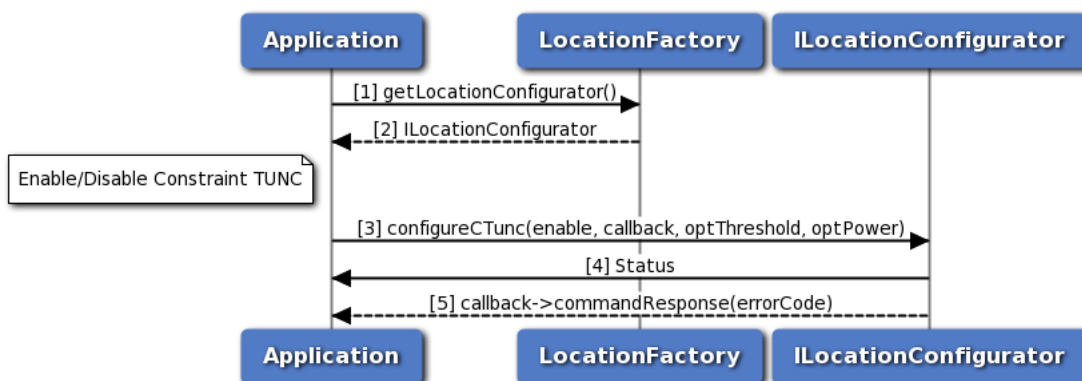 Application
LocationFactory
ILocationConfigurator
[1] getLocationConfigurator()
[2] ILocationConfigurator
Enable/Disable Constraint TUNC
[3] configureCTunc(enable, callback, optThreshold, optPower)
[4] Status
[5] callback->commandResponse(errorCode)
Application
LocationFactory
ILocationConfigurator